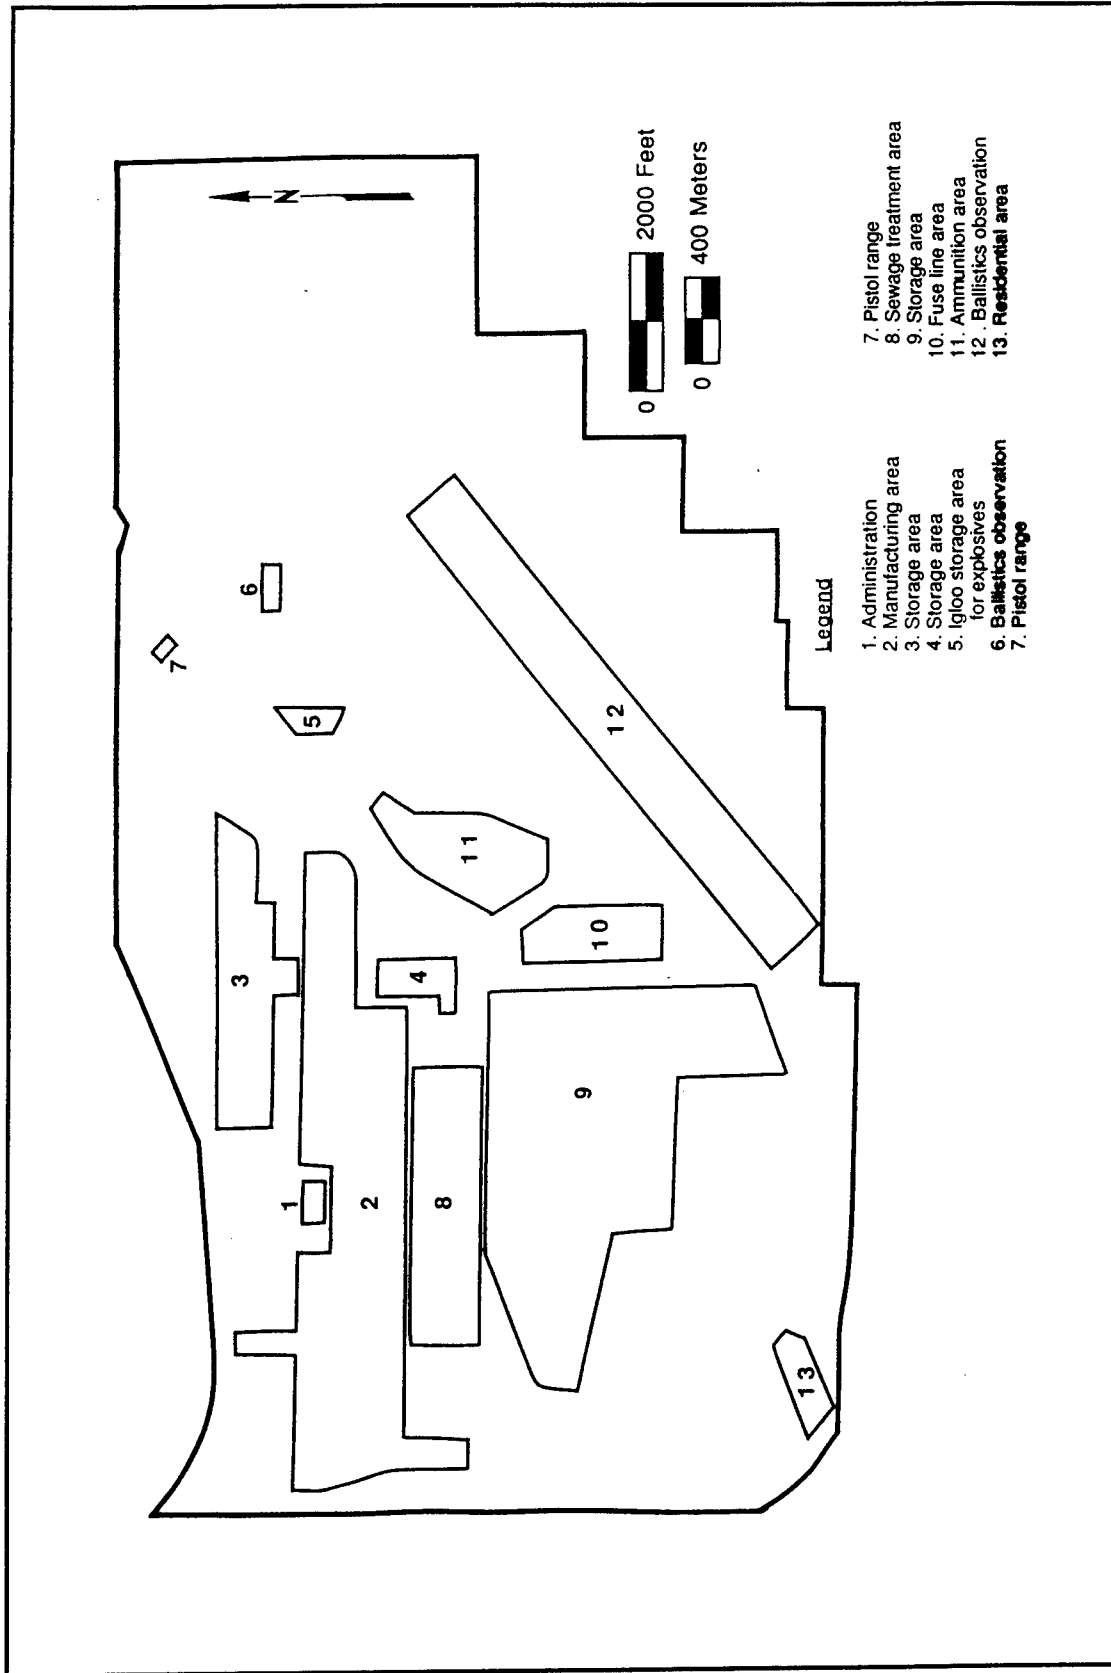 7
3
6
N
1
5
2
4
8
11
9
10
12
0 2000 Feet
0 400 Meters
13
Legend
1. Administration
2. Manufacturing area
3. Storage area
4. Storage area
5. Igloo storage area
for explosives
6. Ballistics observation
7. Pistol range
7. Pistol range
8. Sewage treatment area
9. Storage area
10. Fuse line area
11. Ammunition area
12. Ballistics observation
13. Residential area